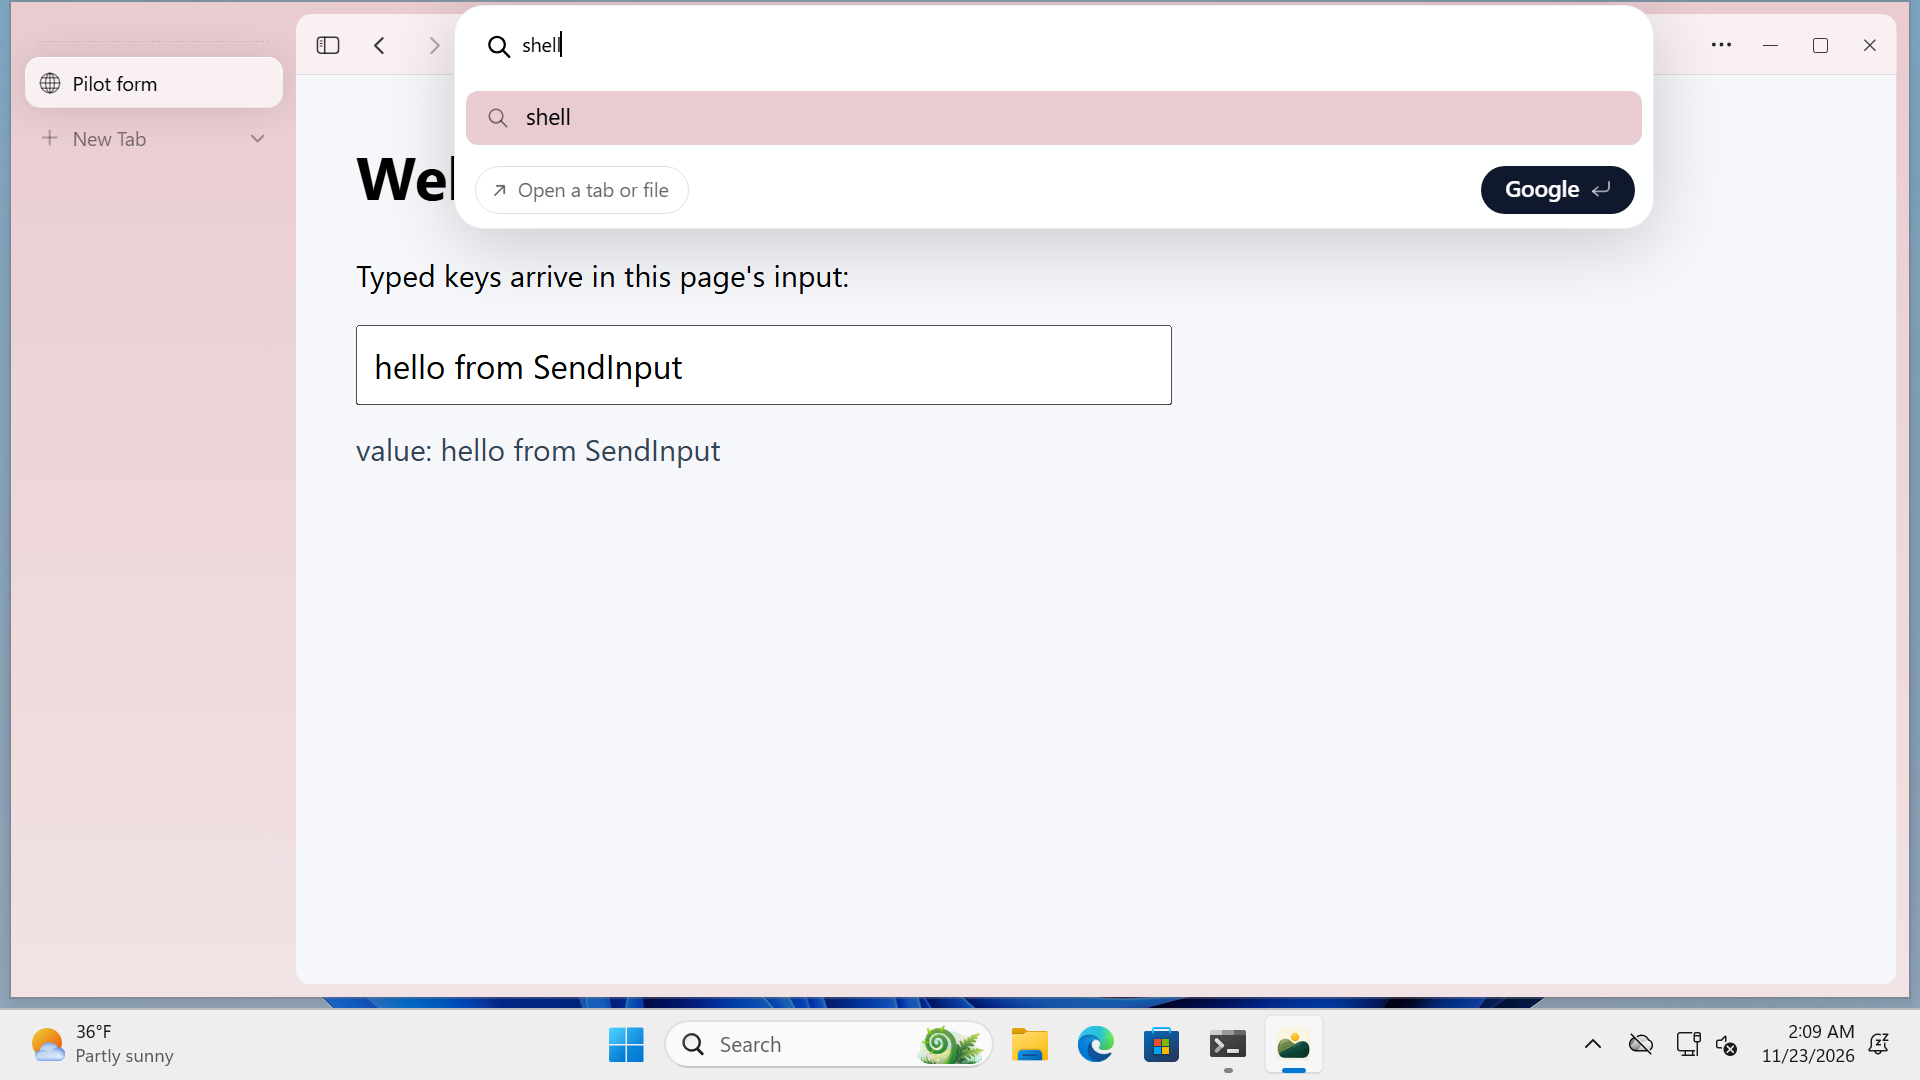 shell
Pilot form
shell
New Tab
Open a tab or file
Google
Typed keys arrive in this page's input:
hello from SendInput
value: hello from SendInput
36°F
Partly sunny
Search
2:09 AM
11/23/2026